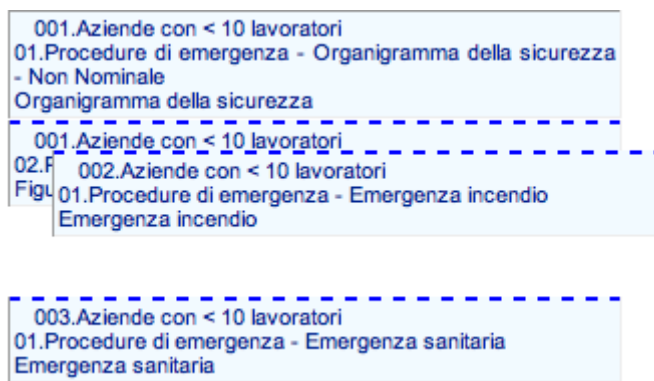 001.Aziende con < 10 lavoratori
01.Procedure di emergenza - Organigramma della sicurezza
- Non Nominale
Organigramma della sicurezza
001.Aziende con < 10 lavoratori
02.
002.Aziende con < 10 lavoratori
01.Procedure di emergenza - Emergenza incendio
Emergenza incendio
003.Aziende con < 10 lavoratori
01.Procedure di emergenza - Emergenza sanitaria
Emergenza sanitaria